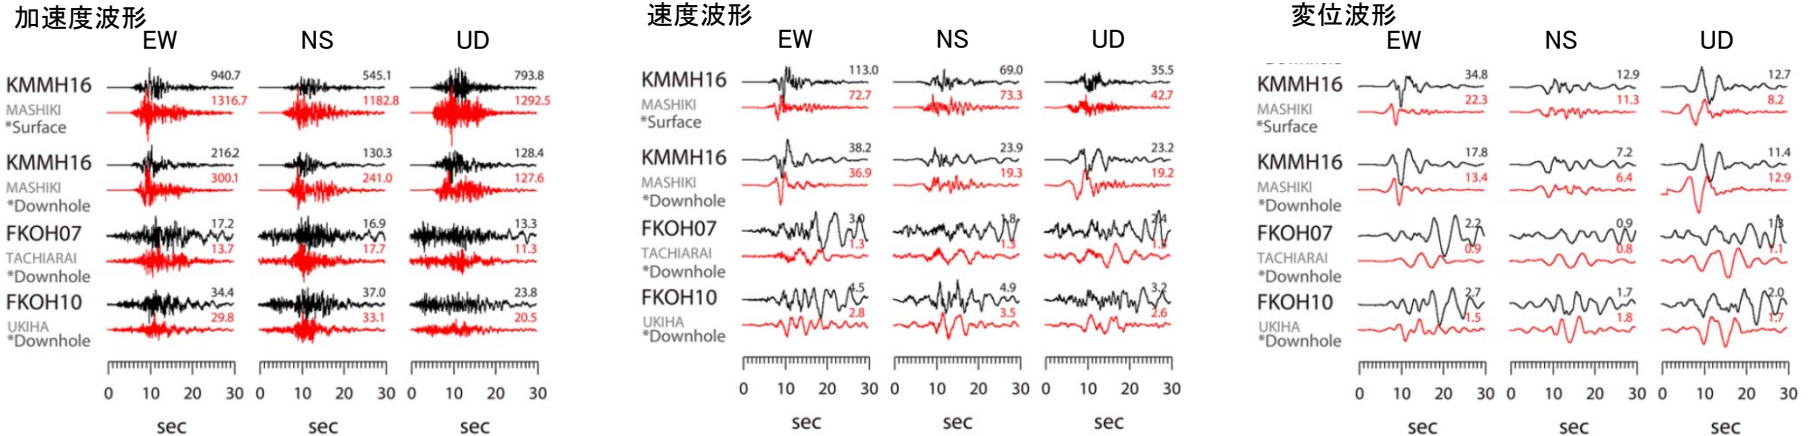 加速度波形
EW NS UD
KMMH16 940.7 545.1 793.8
MASHIKI 1316.7 1182.8 1292.5
*Surface
KMMH16 216.2 130.3 128.4
MASHIKI 300.1 241.0 127.6
*Downhole
FKOH07 17.2 16.9 13.3
TACHIARAI 13.7 17.7 11.3
*Downhole
FKOH10 34.4 37.0 23.8
UKIHA 29.8 33.1 20.5
*Downhole
0 10 20 30 0 10 20 30 0 10 20 30
sec sec sec
速度波形
EW NS UD
KMMH16 113.0 69.0 35.5
MASHIKI 72.7 73.3 42.7
*Surface
KMMH16 38.2 23.9 23.2
MASHIKI 36.9 19.3 19.2
*Downhole
FKOH07 3.0 1.8 2.4
TACHIARAI 1.3 1.3
*Downhole
FKOH10 4.5 4.9 3.2
UKIHA 2.8 3.5 2.6
*Downhole
0 10 20 30 0 10 20 30 0 10 20 30
sec sec sec
変位波形
EW NS UD
KMMH16 34.8 12.9 12.7
MASHIKI 22.3 11.3 8.2
*Surface
KMMH16 17.8 7.2 11.4
MASHIKI 13.4 6.4 12.9
*Downhole
FKOH07 2.2 0.9 1.3
TACHIARAI 0.9 0.8 1.1
*Downhole
FKOH10 2.7 1.7 2.0
UKIHA 1.5 1.8 1.7
*Downhole
0 10 20 30 0 10 20 30 0 10 20 30
sec sec sec